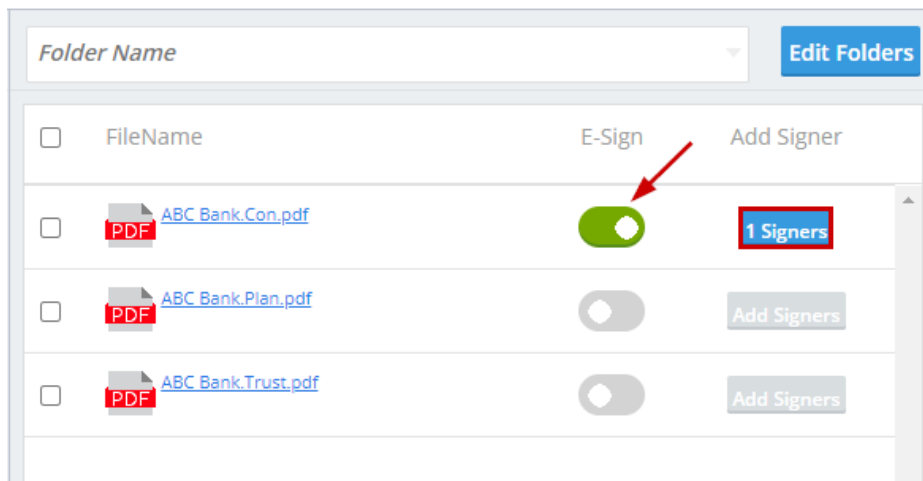 Folder Name
Edit Folders
FileName
E-Sign
Add Signer
PDF
ABC Bank.Con.pdf
1 Signers
PDF
ABC Bank.Plan.pdf
Add Signers
PDF
ABC Bank.Trust.pdf
Add Signers